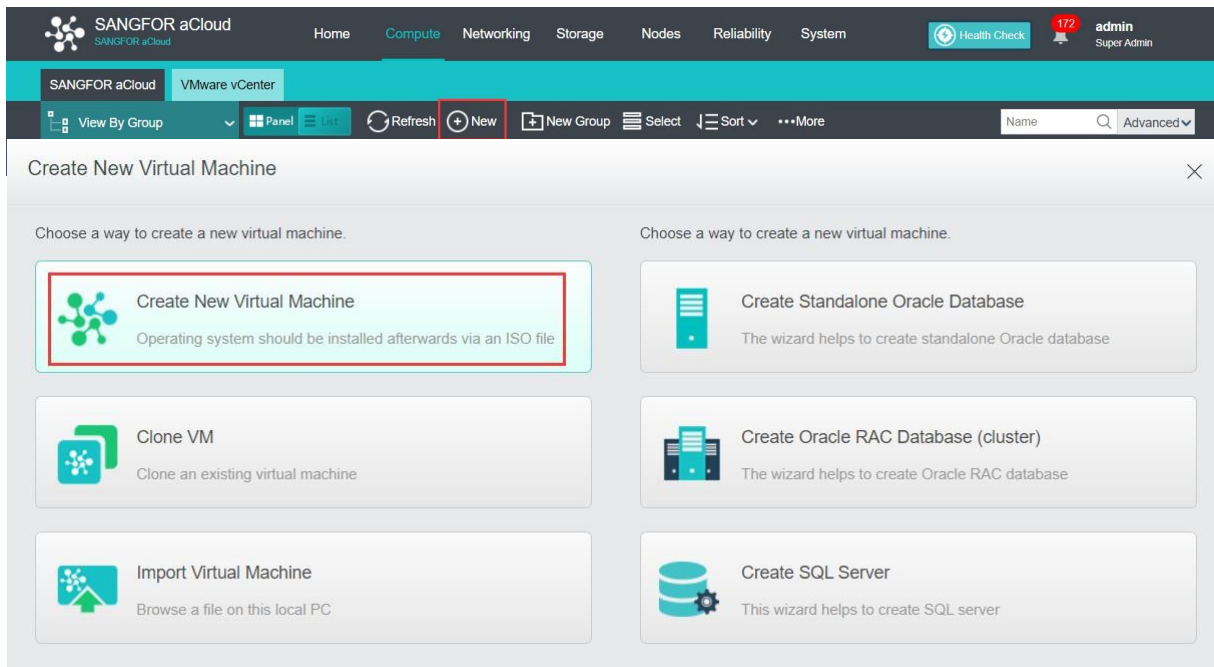 SANGFOR aCloud
SANGFOR aCloud
Home Compute Networking Storage Nodes Reliability System
Health Check
172
admin
Super Admin
SANGFOR aCloud VMware vCenter
View By Group Panel List Refresh New New Group Select Sort •••More Name Advanced
Create New Virtual Machine
Choose a way to create a new virtual machine.
Create New Virtual Machine
Operating system should be installed afterwards via an ISO file
Clone VM
Clone an existing virtual machine
Import Virtual Machine
Browse a file on this local PC
Choose a way to create a new virtual machine.
Create Standalone Oracle Database
The wizard helps to create standalone Oracle database
Create Oracle RAC Database (cluster)
The wizard helps to create Oracle RAC database
Create SQL Server
This wizard helps to create SQL server